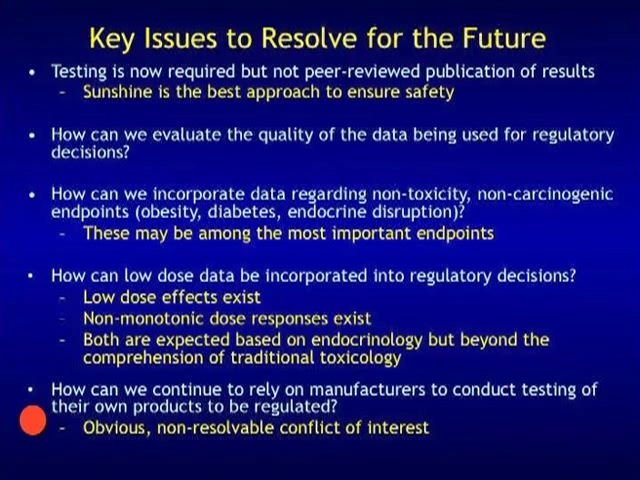 Key Issues to Resolve for the Future
• Testing is now required but not peer-reviewed publication of results
– Sunshine is the best approach to ensure safety
• How can we evaluate the quality of the data being used for regulatory
decisions?
• How can we incorporate data regarding non-toxicity, non-carcinogenic
endpoints (obesity, diabetes, endocrine disruption)?
– These may be among the most important endpoints
• How can low dose data be incorporated into regulatory decisions?
– Low dose effects exist
– Non-monotonic dose responses exist
– Both are expected based on endocrinology but beyond the
comprehension of traditional toxicology
• How can we continue to rely on manufacturers to conduct testing of
their own products to be regulated?
– Obvious, non-resolvable conflict of interest